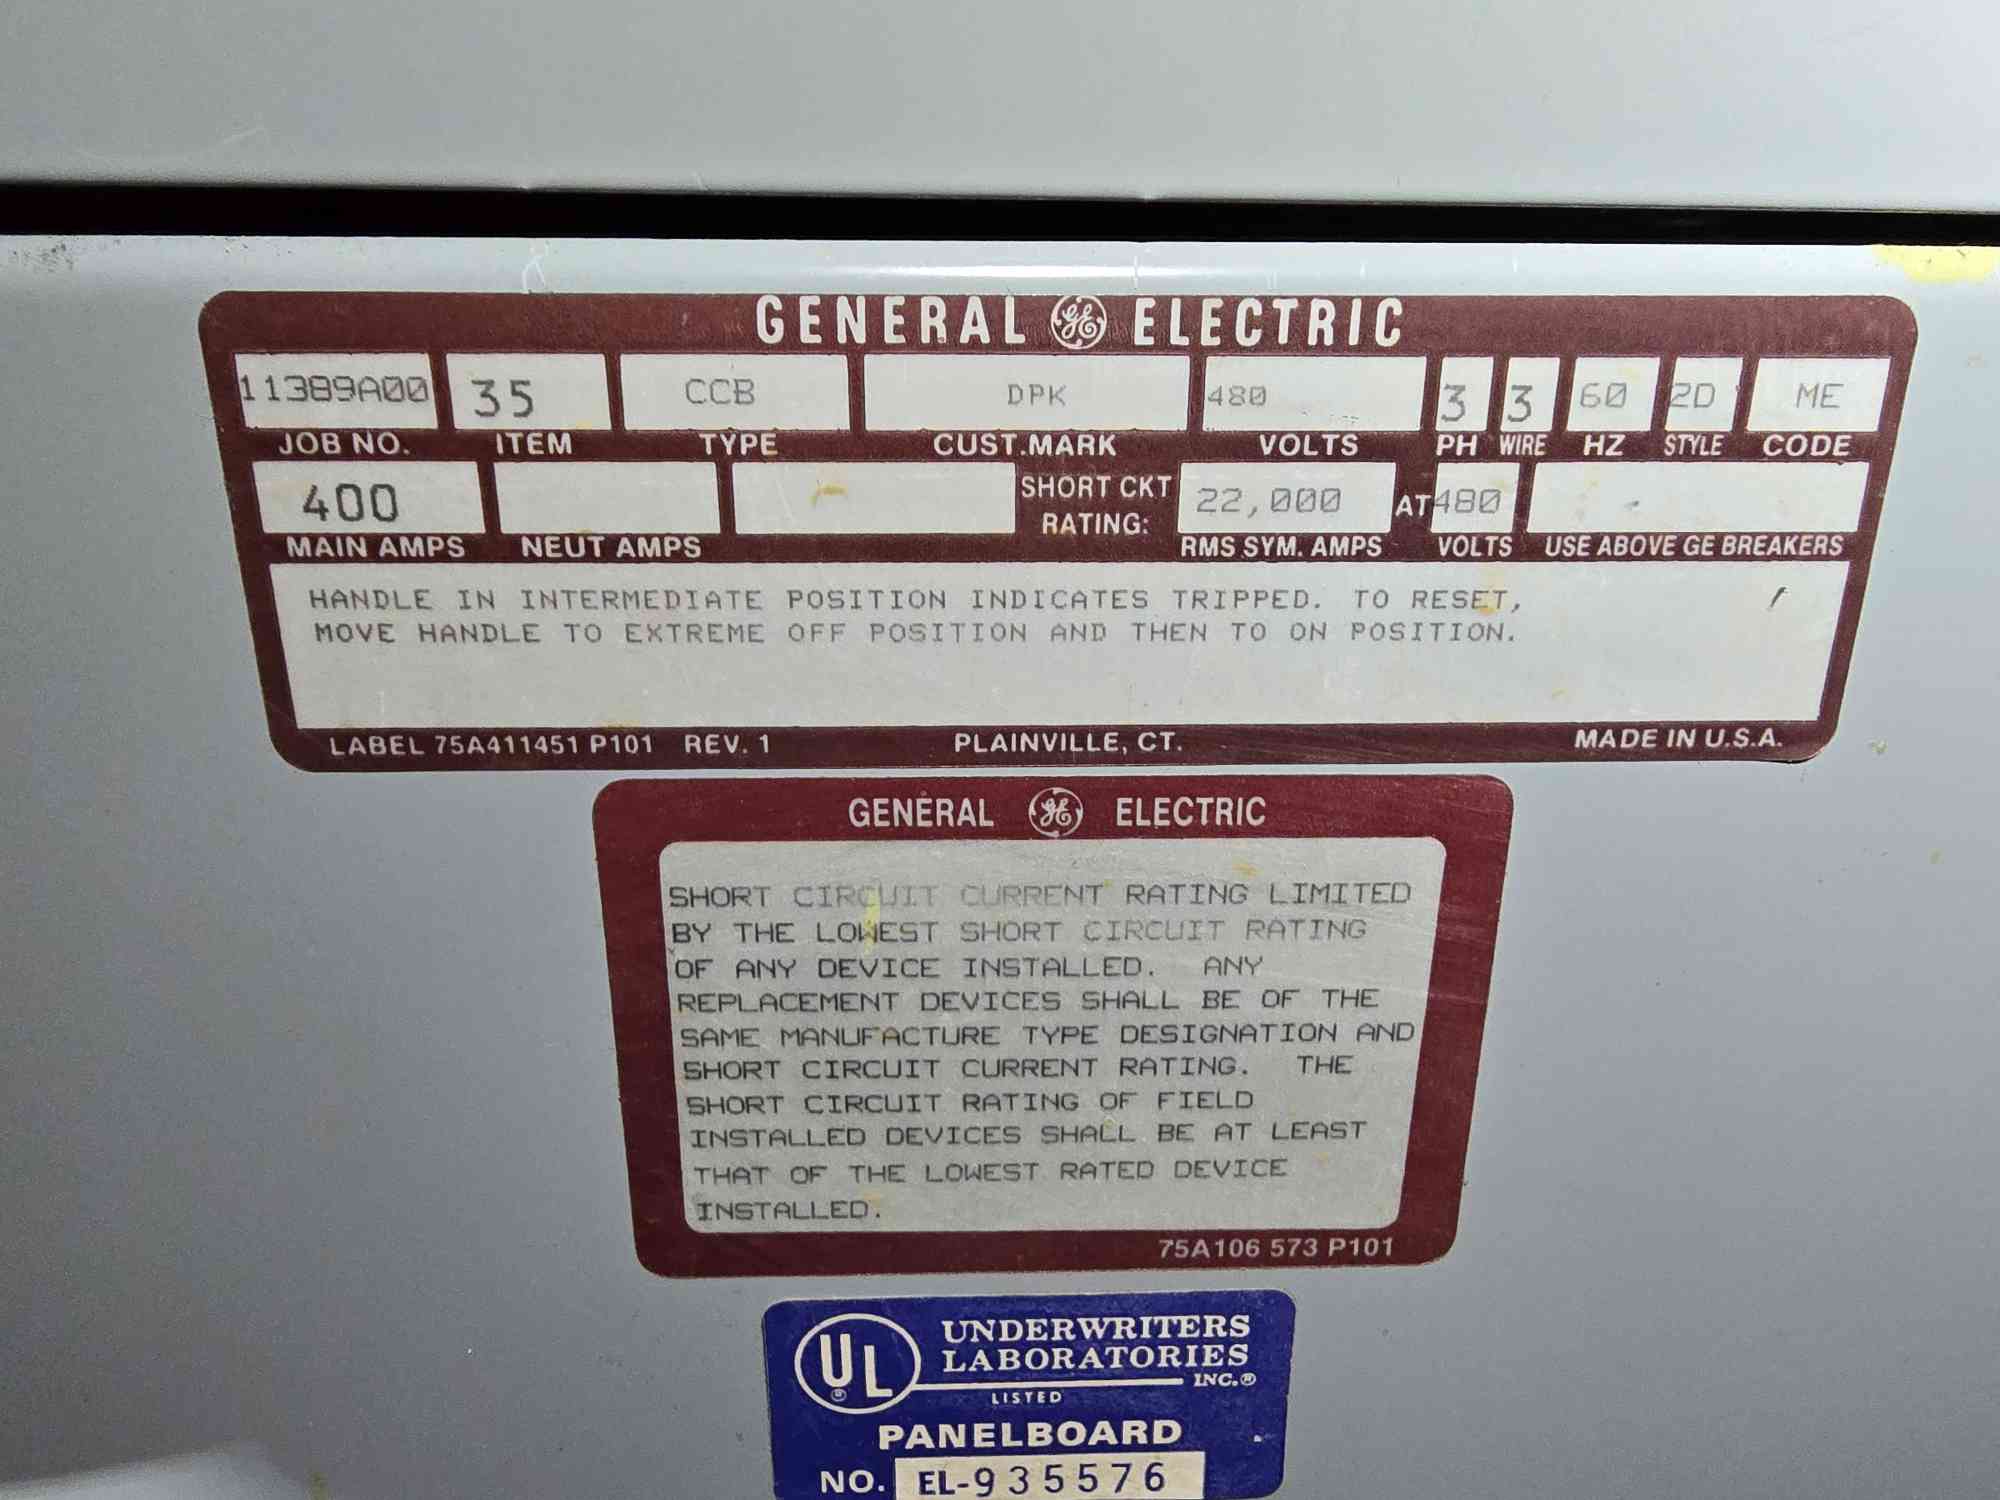 GENERAL GE ELECTRIC
11389A00 35 CCB DPK 480 3 3 60 2D ME
JOB NO. ITEM TYPE CUST.MARK VOLTS PH WIRE HZ STYLE CODE
400 SHORT CKT RATING: 22,000 AT 480
MAIN AMPS NEUT AMPS RMS SYM. AMPS VOLTS USE ABOVE GE BREAKERS
HANDLE IN INTERMEDIATE POSITION INDICATES TRIPPED. TO RESET,
MOVE HANDLE TO EXTREME OFF POSITION AND THEN TO ON POSITION.
LABEL 75A411451 P101 REV. 1 PLAINVILLE, CT. MADE IN U.S.A.
GENERAL GE ELECTRIC
SHORT CIRCUIT CURRENT RATING LIMITED
BY THE LOWEST SHORT CIRCUIT RATING
OF ANY DEVICE INSTALLED. ANY
REPLACEMENT DEVICES SHALL BE OF THE
SAME MANUFACTURE TYPE DESIGNATION AND
SHORT CIRCUIT CURRENT RATING. THE
SHORT CIRCUIT RATING OF FIELD
INSTALLED DEVICES SHALL BE AT LEAST
THAT OF THE LOWEST RATED DEVICE
INSTALLED.
75A106 573 P101
UL® UNDERWRITERS
LABORATORIES
INC.®
LISTED
PANELBOARD
NO. EL-935576